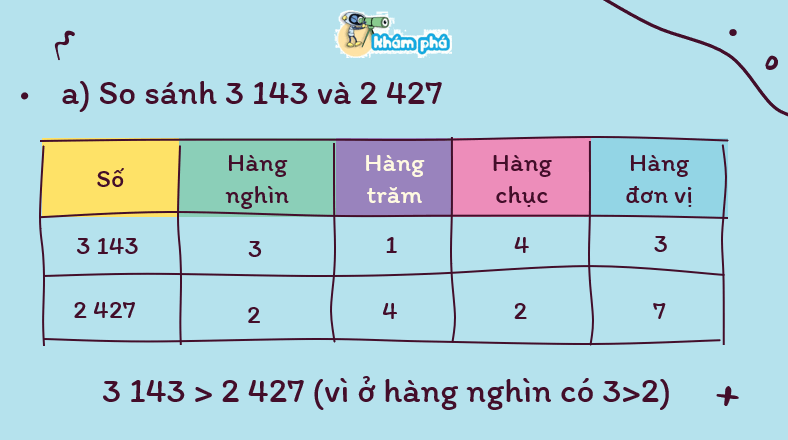 khám phá
• a) So sánh 3 143 và 2 427
Số Hàng nghìn Hàng trăm Hàng chục Hàng đơn vị
3 143 3 1 4 3
2 427 2 4 2 7
3 143 > 2 427 (vì ở hàng nghìn có 3>2)